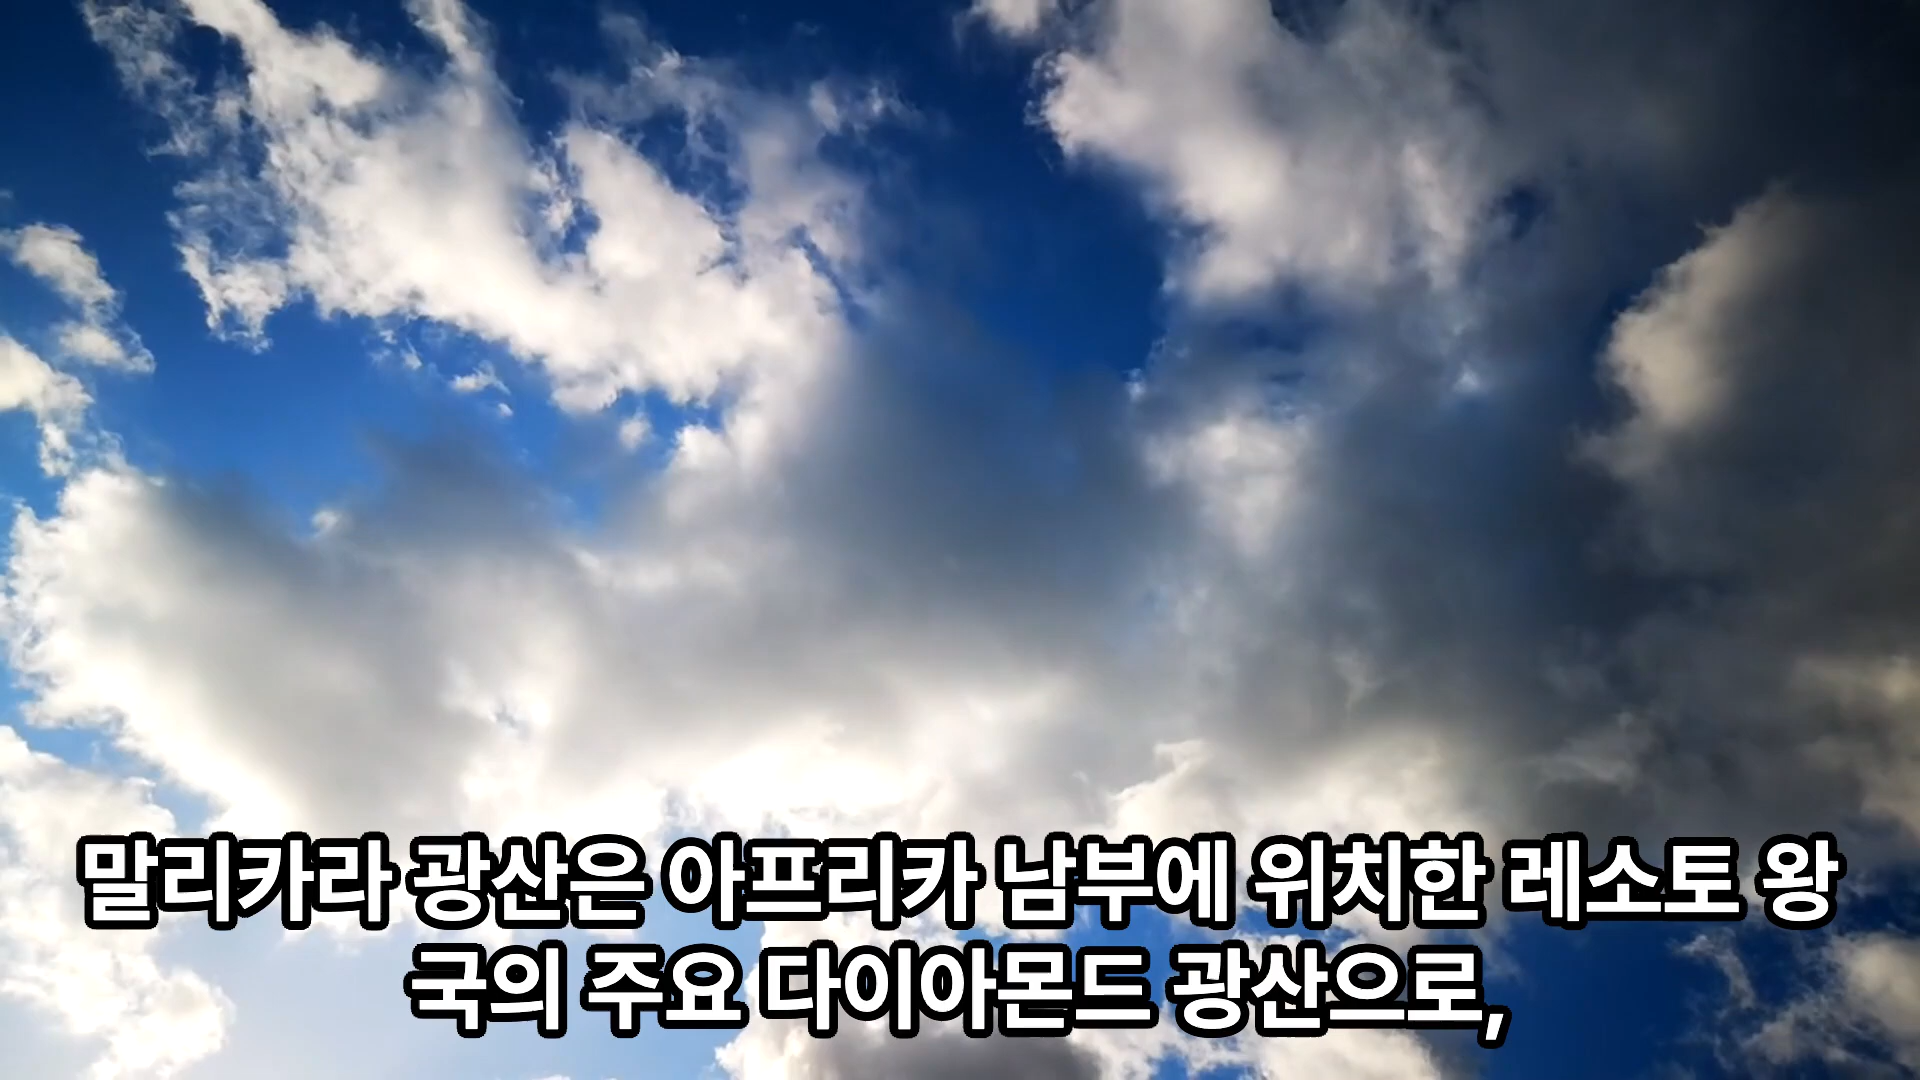 말리카라 광산은 아프리카 남부에 위치한 레소토 왕
국의 주요 다이아몬드 광산으로,